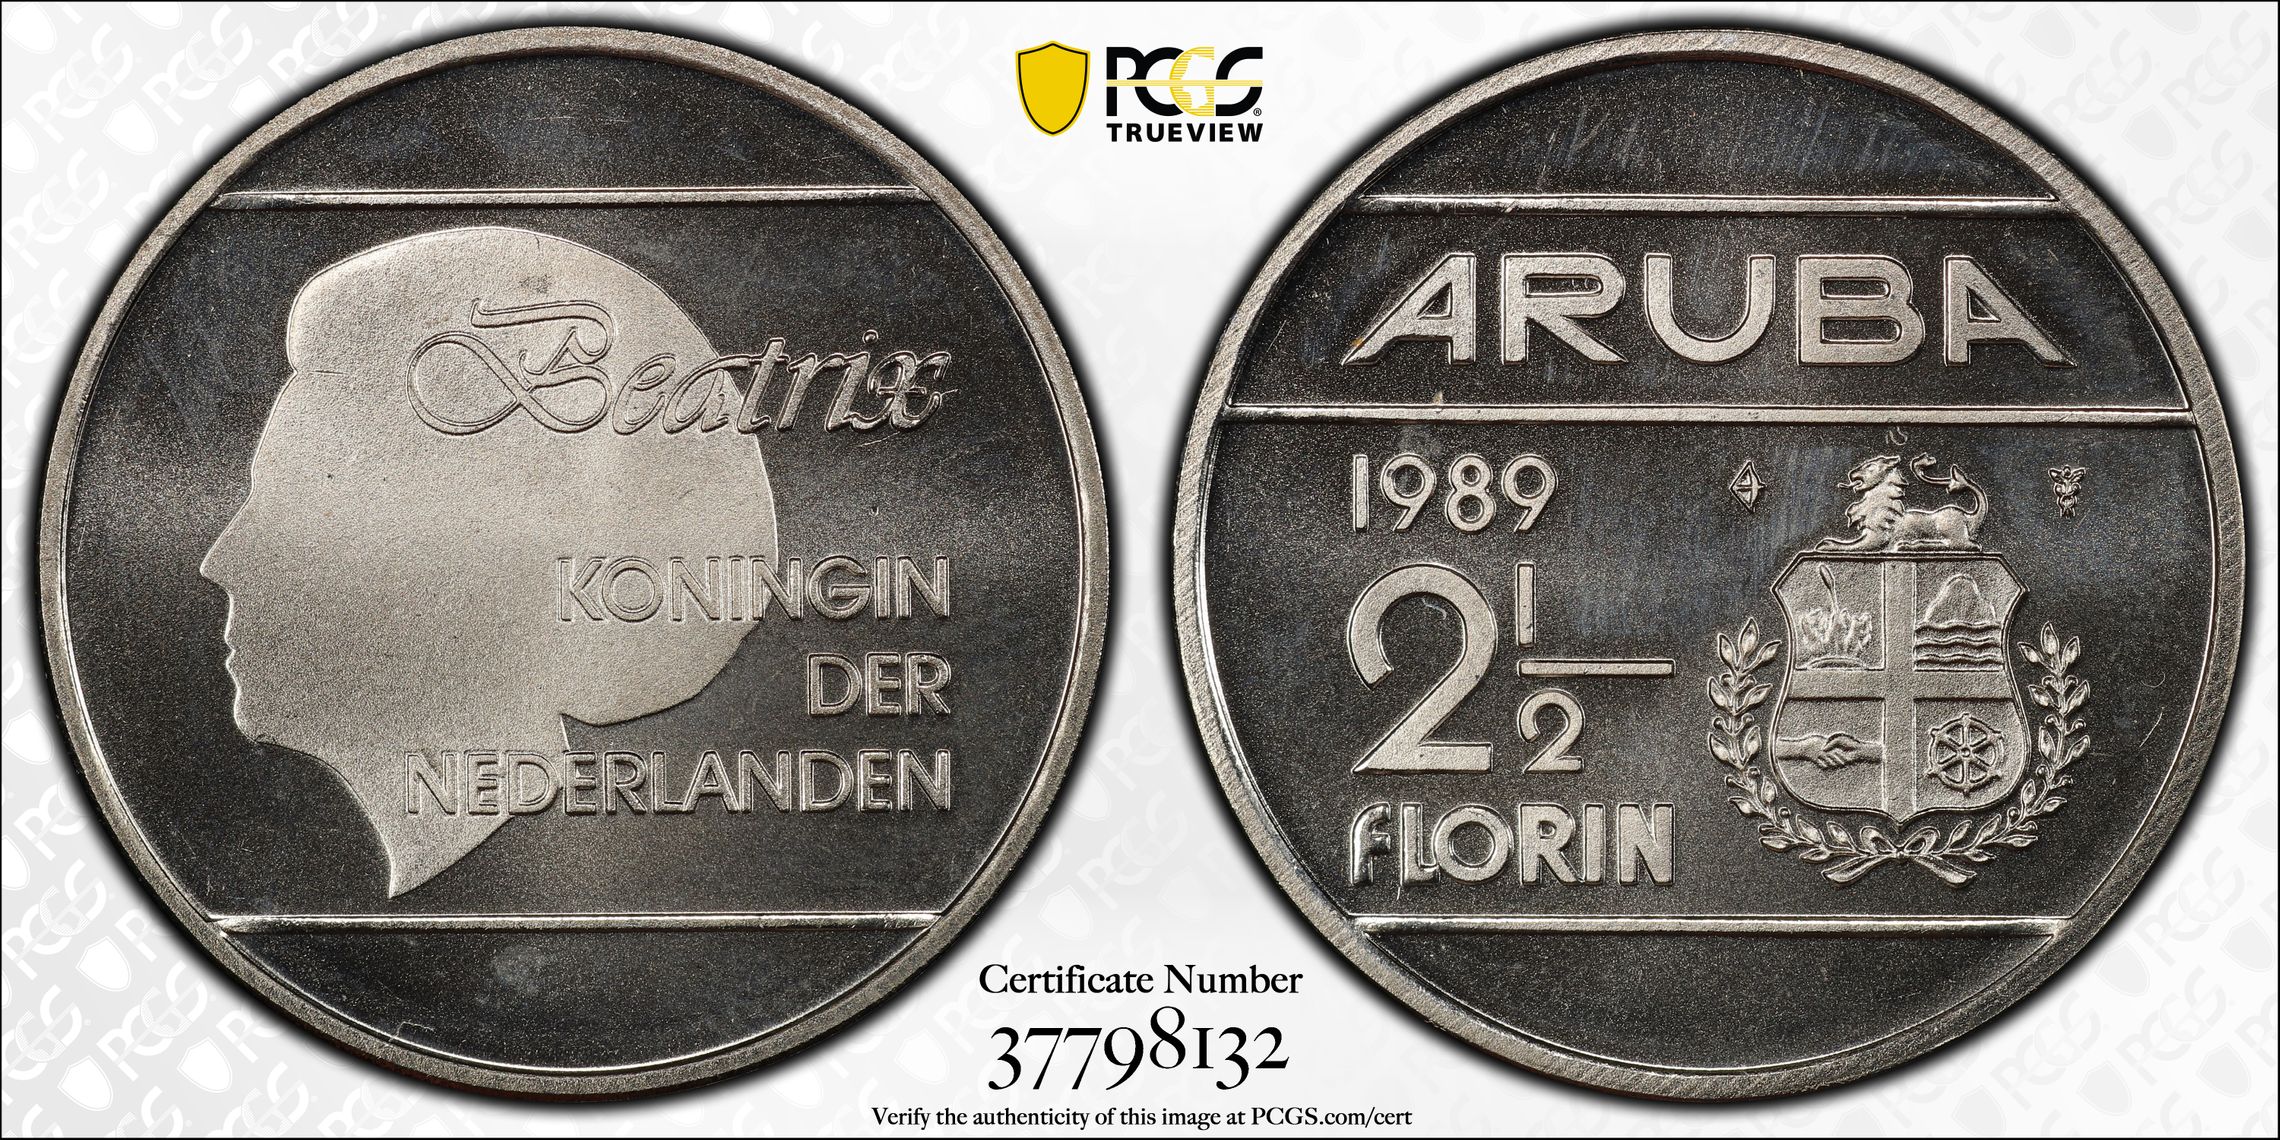 PCGS®
TRUEVIEW
Beatrix
KONINGIN
DER
NEDERLANDEN
ARUBA
1989
2 1/2
FLORIN
Certificate Number
37798132
Verify the authenticity of this image at PCGS.com/cert